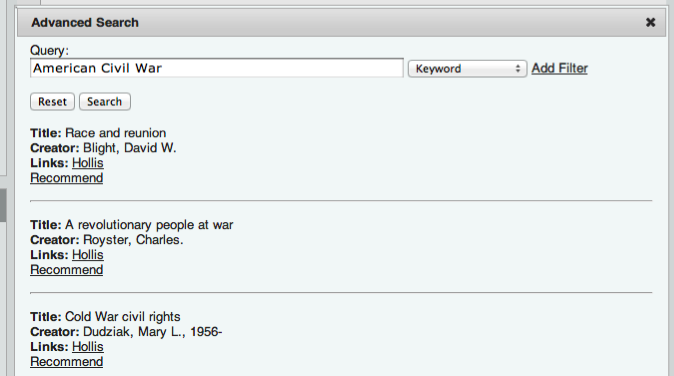 Advanced Search ✖
Query:
American Civil War Keyword Add Filter
Reset Search
Title: Race and reunion
Creator: Blight, David W.
Links: Hollis
Recommend
Title: A revolutionary people at war
Creator: Royster, Charles.
Links: Hollis
Recommend
Title: Cold War civil rights
Creator: Dudziak, Mary L., 1956-
Links: Hollis
Recommend